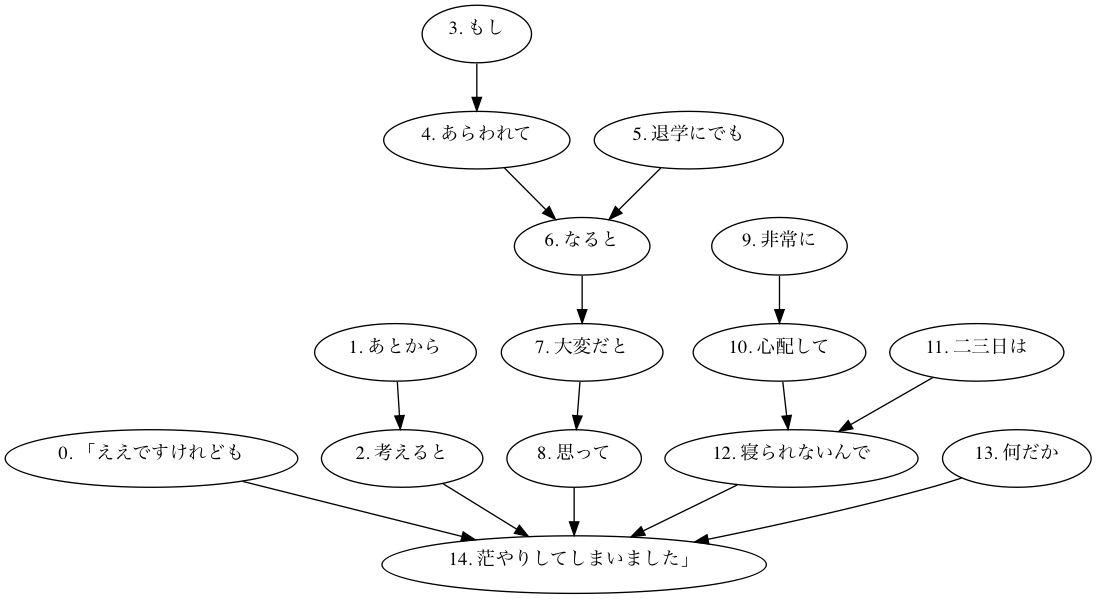 3. もし
4. あらわれて
5. 退学にでも
6. なると
9. 非常に
1. あとから
7. 大変だと
10. 心配して
11. 二三日は
0. 「ええですけれども
2. 考えると
8. 思って
12. 寝られないんで
13. 何だか
14. 茫やりしてしまいました」